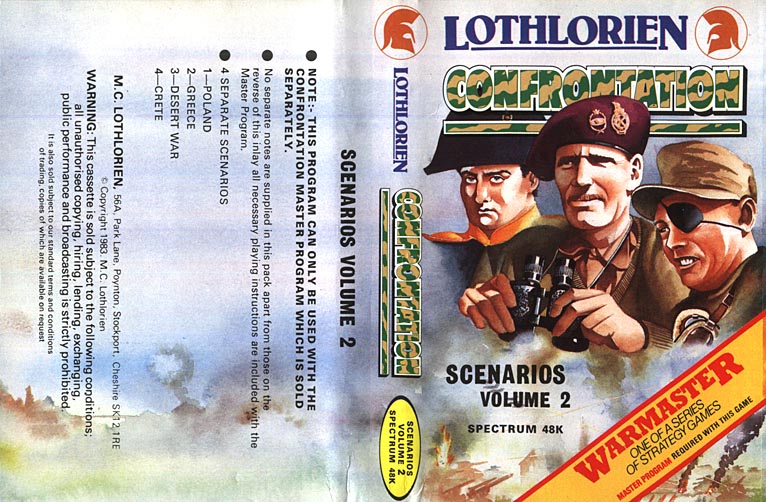 LOTHLORIEN
CONFRONTATION
SCENARIOS
VOLUME 2
SPECTRUM 48K
WARMASTER
ONE OF A SERIES
OF STRATEGY GAMES
MASTER PROGRAM REQUIRED WITH THIS GAME
LOTHLORIEN
CONFRONTATION
SCENARIOS
VOLUME 2
SPECTRUM
48K
SCENARIOS VOLUME 2
● NOTE:- THIS PROGRAM CAN ONLY BE USED WITH THE
CONFRONTATION MASTER PROGRAM WHICH IS SOLD
SEPARATELY.
● No separate notes are supplied in this pack apart from those on the
reverse of this inlay all necessary playing instructions are included with the
Master Program.
● 4 SEPARATE SCENARIOS
1—POLAND
2—GREECE
3—DESERT WAR
4—CRETE
M.C. LOTHLORIEN, 56A, Park Lane, Poynton, Stockport, Cheshire SK12 1RE
© Copyright 1983. M.C. Lothlorien
WARNING: This cassette is sold subject to the following conditions;
all unauthorised copying, hiring, lending, exchanging,
public performance and broadcasting is strictly prohibited.
It is also sold subject to our standard terms and conditions
of trading, copies of which are available on request